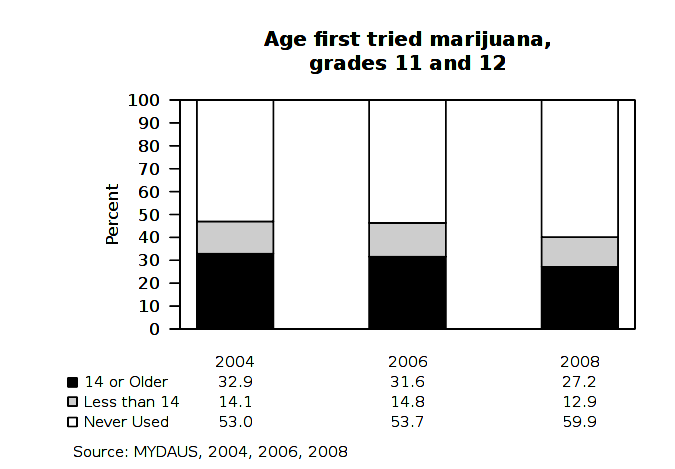 Age first tried marijuana,
grades 11 and 12
Percent
100
90
80
70
60
50
40
30
20
10
0
2004 2006 2008
14 or Older 32.9 31.6 27.2
Less than 14 14.1 14.8 12.9
Never Used 53.0 53.7 59.9
Source: MYDAUS, 2004, 2006, 2008